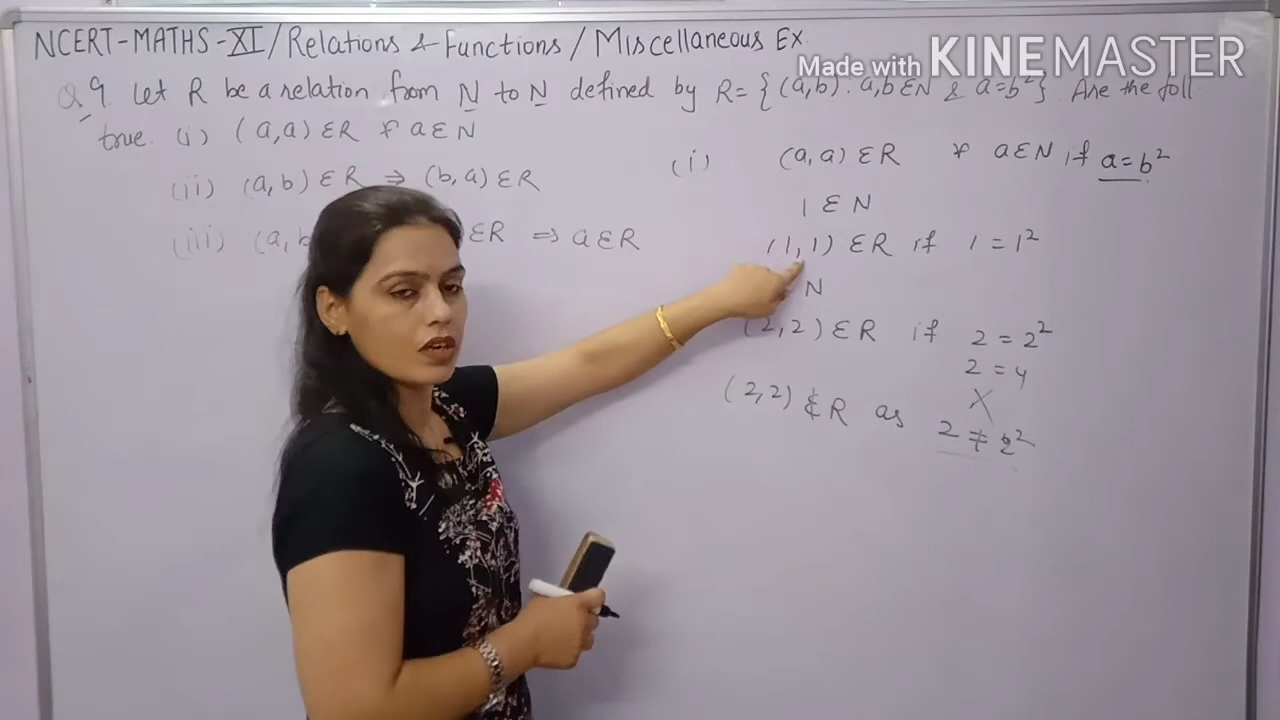 NCERT-MATHS-XI/Relations & Functions / Miscellaneous Ex.
Made with KINEMASTER
Q.9. Let R be a relation from N to N defined by R = {(a,b): a,b ∈ N & a=b²} Are the foll
true. (i) (a,a) ∈ R ∀ a ∈ N
(ii) (a,b) ∈ R ⇒ (b,a) ∈ R
(iii) (a,b ∈ R ⇒ a ∈ R
(i) (a,a) ∈ R ∀ a ∈ N if a = b²
1 ∈ N
(1,1) ∈ R if 1 = 1²
N
(2,2) ∈ R if 2 = 2²
2 = 4
X
(2,2) ∉ R as 2 ≠ 2²